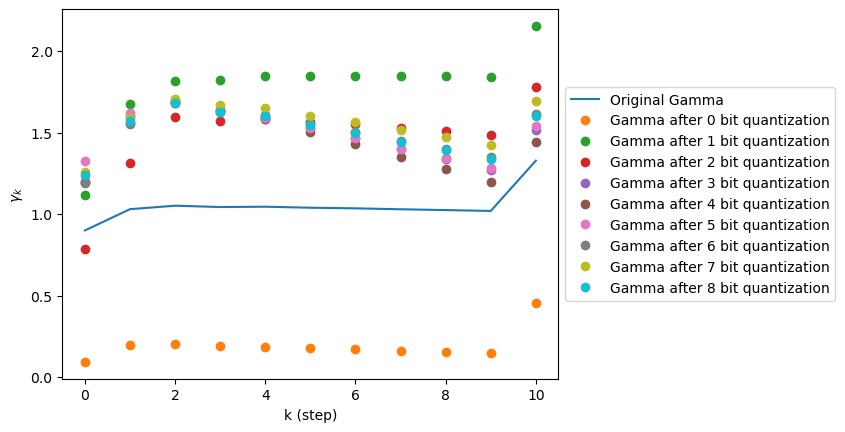 2.0
1.5
1.0
0.5
0.0
γk
0
2
4
6
8
10
k (step)
Original Gamma
Gamma after 0 bit quantization
Gamma after 1 bit quantization
Gamma after 2 bit quantization
Gamma after 3 bit quantization
Gamma after 4 bit quantization
Gamma after 5 bit quantization
Gamma after 6 bit quantization
Gamma after 7 bit quantization
Gamma after 8 bit quantization